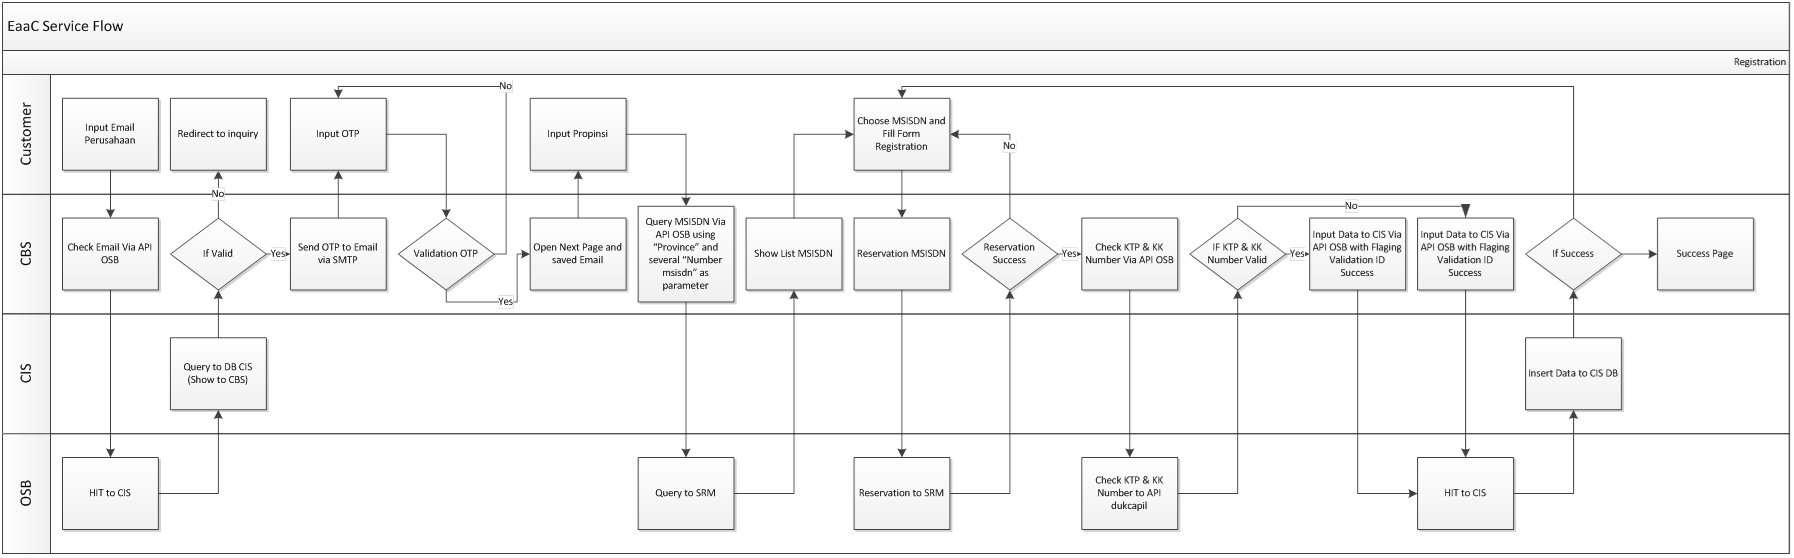 EaaC Service Flow
Registration
Customer
Input Email
Perusahaan
Redirect to inquiry
Input OTP
No
Input Propinsi
Choose MSISDN and
Fill Form
Registration
No
No
CBS
Check Email Via API
OSB
If Valid
Yes
Send OTP to Email
via SMTP
Validation OTP
Yes
Open Next Page and
saved Email
Query MSISDN Via
API OSB using
“Province” and
several “Number
msisdn” as
parameter
Show List MSISDN
Reservation MSISDN
Reservation
Success
Yes
Check KTP & KK
Number Via API OSB
IF KTP & KK
Number Valid
No
Yes
Input Data to CIS Via
API OSB with Flaging
Validation ID
Success
Input Data to CIS Via
API OSB with Flaging
Validation ID
Success
If Success
Success Page
CIS
Query to DB CIS
(Show to CBS)
Insert Data to CIS DB
OSB
HIT to CIS
Query to SRM
Reservation to SRM
Check KTP & KK
Number to API
dukcapil
HIT to CIS